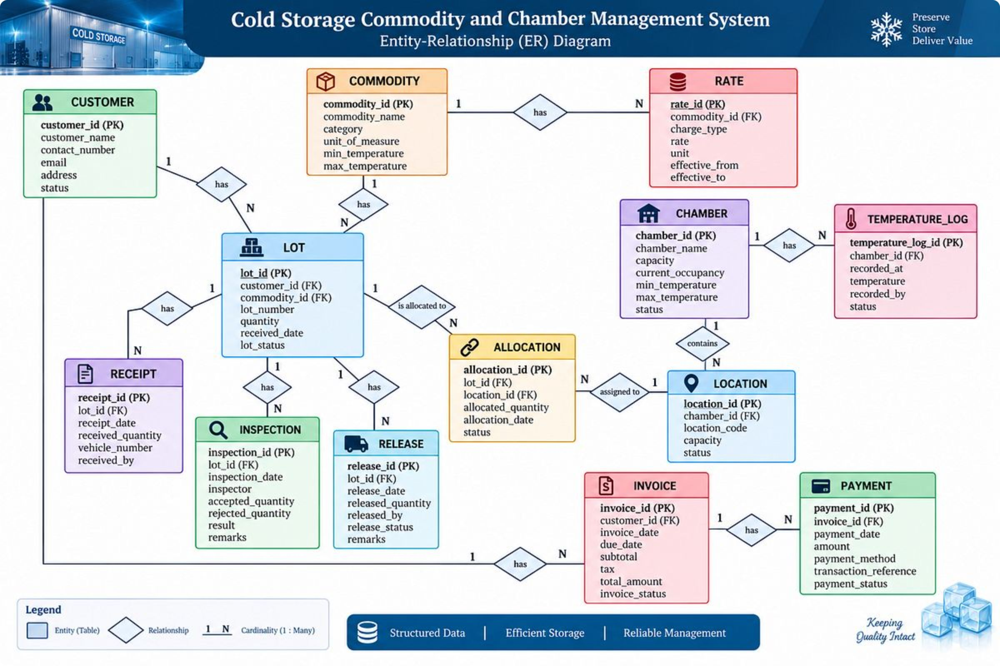 COLD STORAGE
Cold Storage Commodity and Chamber Management System
Entity-Relationship (ER) Diagram
Preserve
Store
Deliver Value
CUSTOMER
customer_id (PK)
customer_name
contact_number
email
address
status
COMMODITY
commodity_id (PK)
commodity_name
category
unit_of_measure
min_temperature
max_temperature
1
has
N
RATE
rate_id (PK)
commodity_id (FK)
charge_type
rate
unit
effective_from
effective_to
1
has
N
1
has
N
LOT
lot_id (PK)
customer_id (FK)
commodity_id (FK)
lot_number
quantity
received_date
lot_status
CHAMBER
chamber_id (PK)
chamber_name
capacity
current_occupancy
min_temperature
max_temperature
status
1
has
N
TEMPERATURE_LOG
temperature_log_id (PK)
chamber_id (FK)
recorded_at
temperature
recorded_by
status
1
has
N
1
is allocated to
N
1
contains
N
RECEIPT
receipt_id (PK)
lot_id (FK)
receipt_date
received_quantity
vehicle_number
received_by
1
has
N
1
has
N
INSPECTION
inspection_id (PK)
lot_id (FK)
inspection_date
inspector
accepted_quantity
rejected_quantity
result
remarks
RELEASE
release_id (PK)
lot_id (FK)
release_date
released_quantity
released_by
release_status
remarks
ALLOCATION
allocation_id (PK)
lot_id (FK)
location_id (FK)
allocated_quantity
allocation_date
status
N
assigned to
1
LOCATION
location_id (PK)
chamber_id (FK)
location_code
capacity
status
1
has
N
INVOICE
invoice_id (PK)
customer_id (FK)
invoice_date
due_date
subtotal
tax
total_amount
invoice_status
1
has
N
PAYMENT
payment_id (PK)
invoice_id (FK)
payment_date
amount
payment_method
transaction_reference
payment_status
Legend
Entity (Table)
Relationship
1 N
Cardinality (1 : Many)
Structured Data | Efficient Storage | Reliable Management
Keeping
Quality Intact